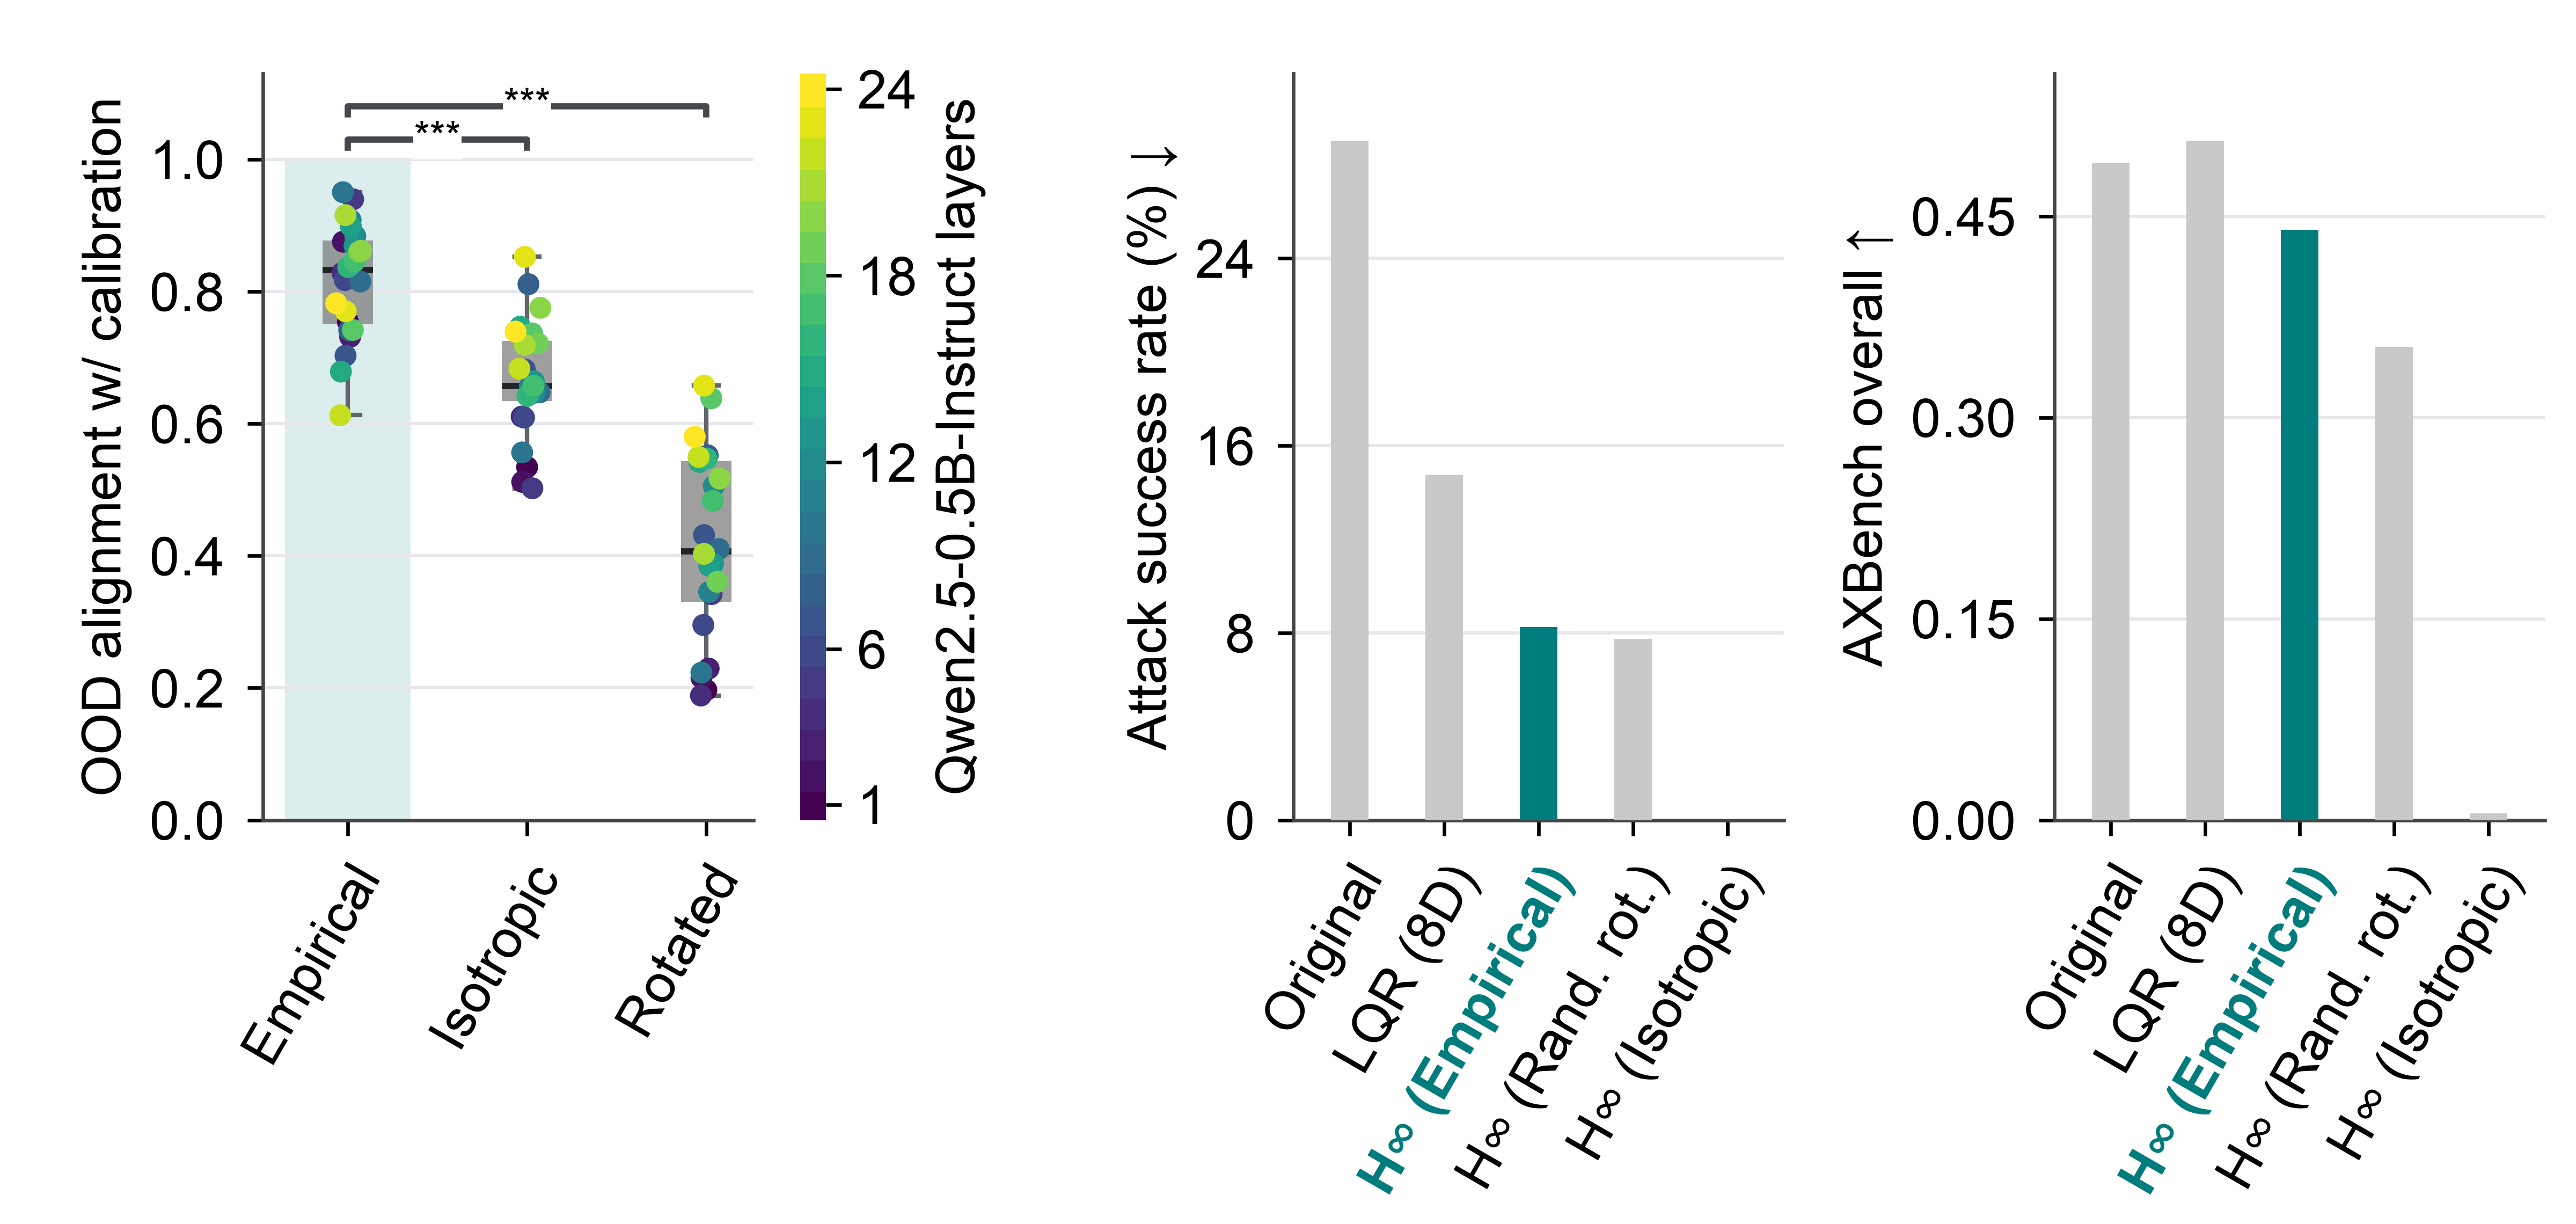 OOD alignment w/ calibration
1.0
0.8
0.6
0.4
0.2
0.0
***
***
Empirical
Isotropic
Rotated
24
18
12
6
1
Qwen2.5-0.5B-Instruct layers
Attack success rate (%) ↓
24
16
8
0
Original
LQR (8D)
H∞ (Empirical)
H∞ (Rand. rot.)
H∞ (Isotropic)
AXBench overall ↑
0.45
0.30
0.15
0.00
Original
LQR (8D)
H∞ (Empirical)
H∞ (Rand. rot.)
H∞ (Isotropic)